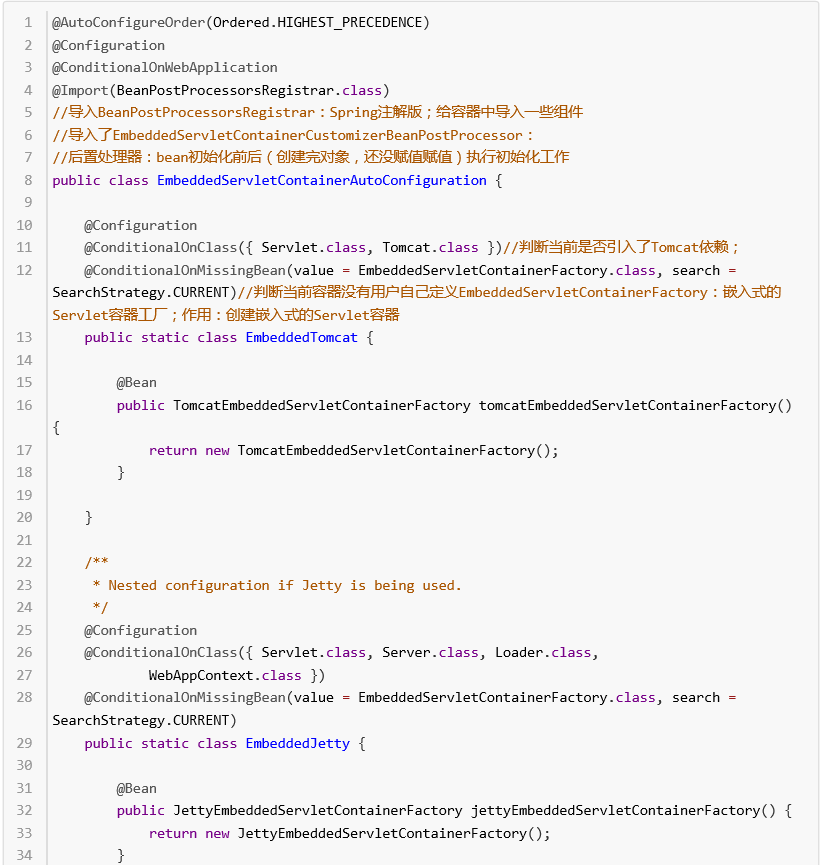 1 @AutoConfigureOrder(Ordered.HIGHEST_PRECEDENCE)
2 @Configuration
3 @ConditionalOnWebApplication
4 @Import(BeanPostProcessorsRegistrar.class)
5 //导入BeanPostProcessorsRegistrar：Spring注解版；给容器中导入一些组件
6 //导入了EmbeddedServletContainerCustomizerBeanPostProcessor：
7 //后置处理器：bean初始化前后（创建完对象，还没赋值赋值）执行初始化工作
8 public class EmbeddedServletContainerAutoConfiguration {
9
10 @Configuration
11 @ConditionalOnClass({ Servlet.class, Tomcat.class })//判断当前是否引入了Tomcat依赖；
12 @ConditionalOnMissingBean(value = EmbeddedServletContainerFactory.class, search =
SearchStrategy.CURRENT)//判断当前容器没有用户自己定义EmbeddedServletContainerFactory：嵌入式的
Servlet容器工厂；作用：创建嵌入式的Servlet容器
13 public static class EmbeddedTomcat {
14
15 @Bean
16 public TomcatEmbeddedServletContainerFactory tomcatEmbeddedServletContainerFactory()
{
17 return new TomcatEmbeddedServletContainerFactory();
18 }
19
20 }
21
22 /**
23 * Nested configuration if Jetty is being used.
24 */
25 @Configuration
26 @ConditionalOnClass({ Servlet.class, Server.class, Loader.class,
27 WebAppContext.class })
28 @ConditionalOnMissingBean(value = EmbeddedServletContainerFactory.class, search =
SearchStrategy.CURRENT)
29 public static class EmbeddedJetty {
30
31 @Bean
32 public JettyEmbeddedServletContainerFactory jettyEmbeddedServletContainerFactory() {
33 return new JettyEmbeddedServletContainerFactory();
34 }